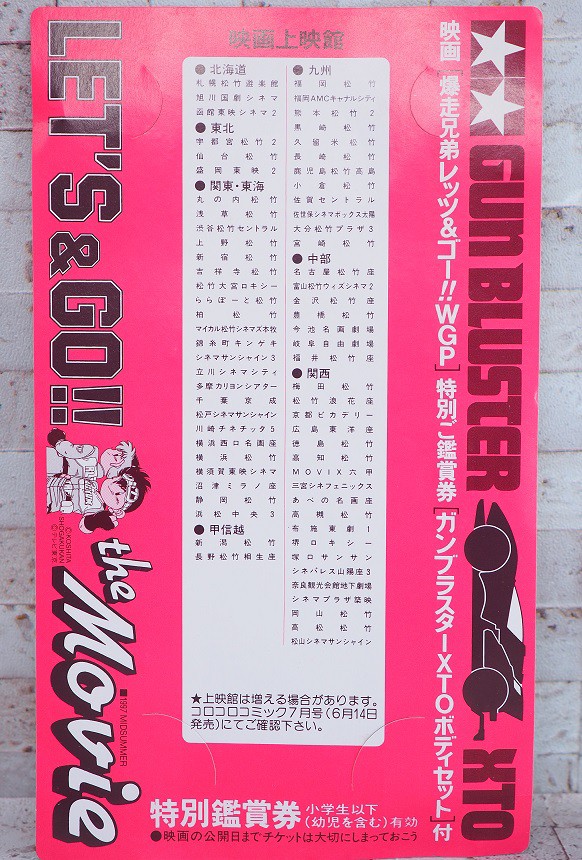 映画上映館
●北海道
札幌松竹遊楽館
旭川国劇シネマ
函館東映シネマ2
●東北
宇都宮松竹2
仙台松竹
盛岡東映2
●関東・東海
丸の内松竹
浅草松竹
渋谷松竹セントラル
上野松竹
新宿松竹
吉祥寺松竹
松竹大宮ロキシー
ららぽーと松竹
柏松竹
マイカル松竹シネマズ本牧
錦糸町キンゲキ
シネマサンシャイン3
立川シネマシティ
多摩カリヨンシアター
千葉京成
松戸シネマサンシャイン
川崎チネチッタ5
横浜西口名画座
横浜松竹
横須賀東映シネマ
沼津ミラノ座
静岡松竹
浜松中央3
●甲信越
新潟松竹
長野松竹相生座
●九州
福岡松竹
福岡AMCキャナルシティ
熊本松竹2
黒崎松竹
久留米松竹
長崎松竹
鹿児島松竹高島
小倉松竹
佐賀セントラル
佐世保シネマボックス太陽
大分松竹プラザ3
宮崎松竹
●中部
名古屋松竹座
富山松竹ウィズシネマ2
金沢松竹座
豊橋松竹
今池名画劇場
岐阜自由劇場
福井松竹座
●関西
梅田松竹
松竹浪花座
京都ピカデリー
広島東洋座
徳島松竹
高知松竹
MOVIX六甲
三宮シネフェニックス
あべの名画座
高槻松竹
布施東劇1
堺ロキシー
塚口サンサン
シネパレス山陽座3
奈良観光会館地下劇場
シネマプラザ築映
岡山松竹
高松松竹
松山シネマサンシャイン
★上映館は増える場合があります。
コロコロコミック7月号(6月14日
発売)にてご確認下さい。
特別鑑賞券 小学生以下
(幼児を含む)有効
●映画の公開日までチケットは大切にしまっておこう
GUN BLUSTER XTO
映画[爆走兄弟レッツ&ゴー!!WGP]特別ご鑑賞券[ガンブラスターXTOボディセット]付
LET'S & GO!!
the Movie
■1997 MIDSUMMER
©KOSHITA
SHOGAKUKAN
©テレビ東京